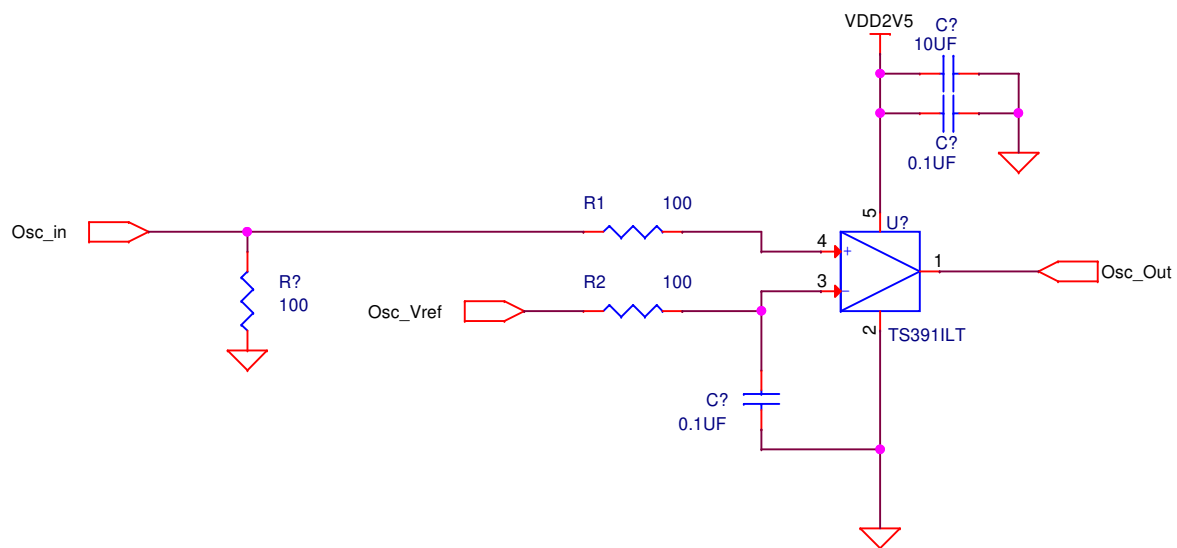 VDD2V5
C?
10UF
C?
0.1UF
R1 100
5
U?
Osc_in
4
+
R?
100
R2 100
3
−
1
Osc_Out
Osc_Vref
2
TS391ILT
C?
0.1UF